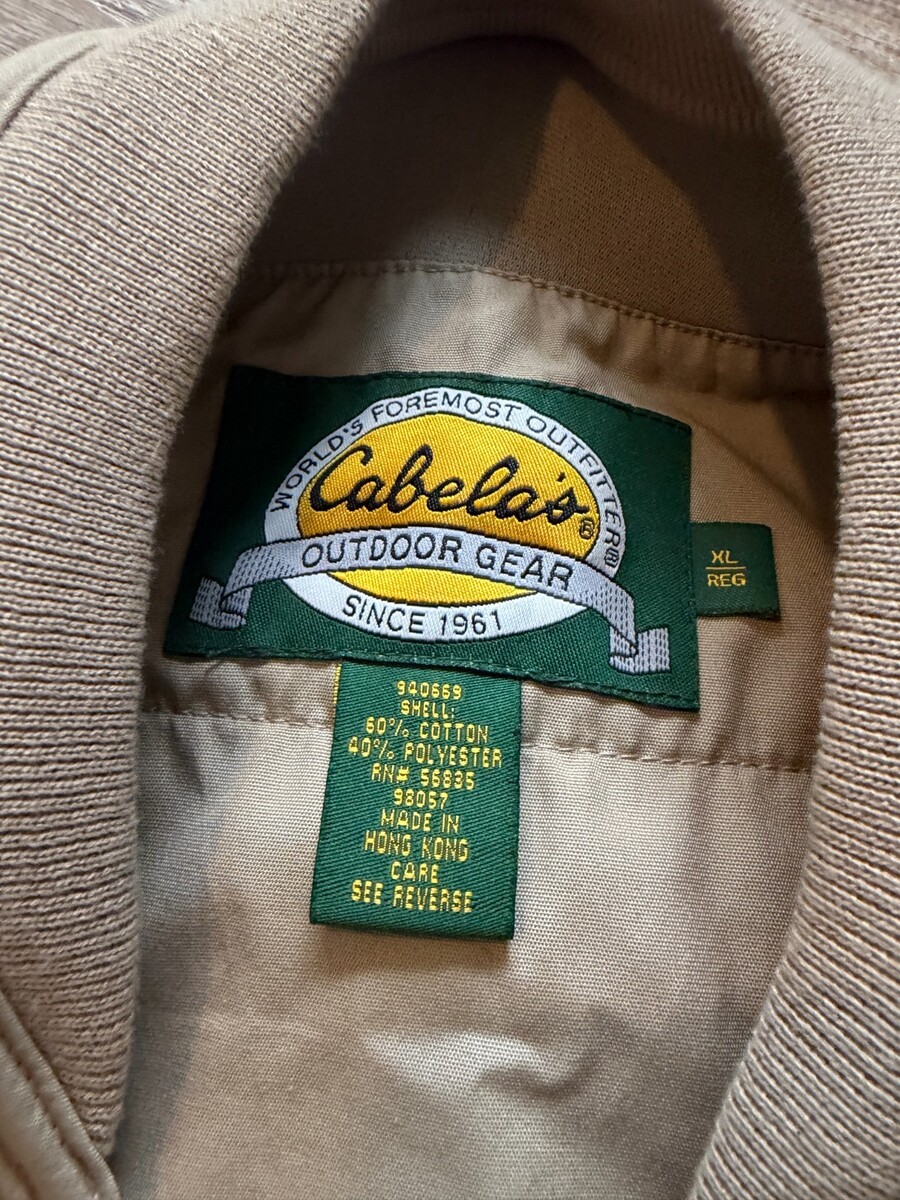 WORLD'S FOREMOST OUTFITTER®
Cabela's®
OUTDOOR GEAR
SINCE 1961
XL
REG
940669
SHELL:
60% COTTON
40% POLYESTER
RN# 56835
98057
MADE IN
HONG KONG
CARE
SEE REVERSE